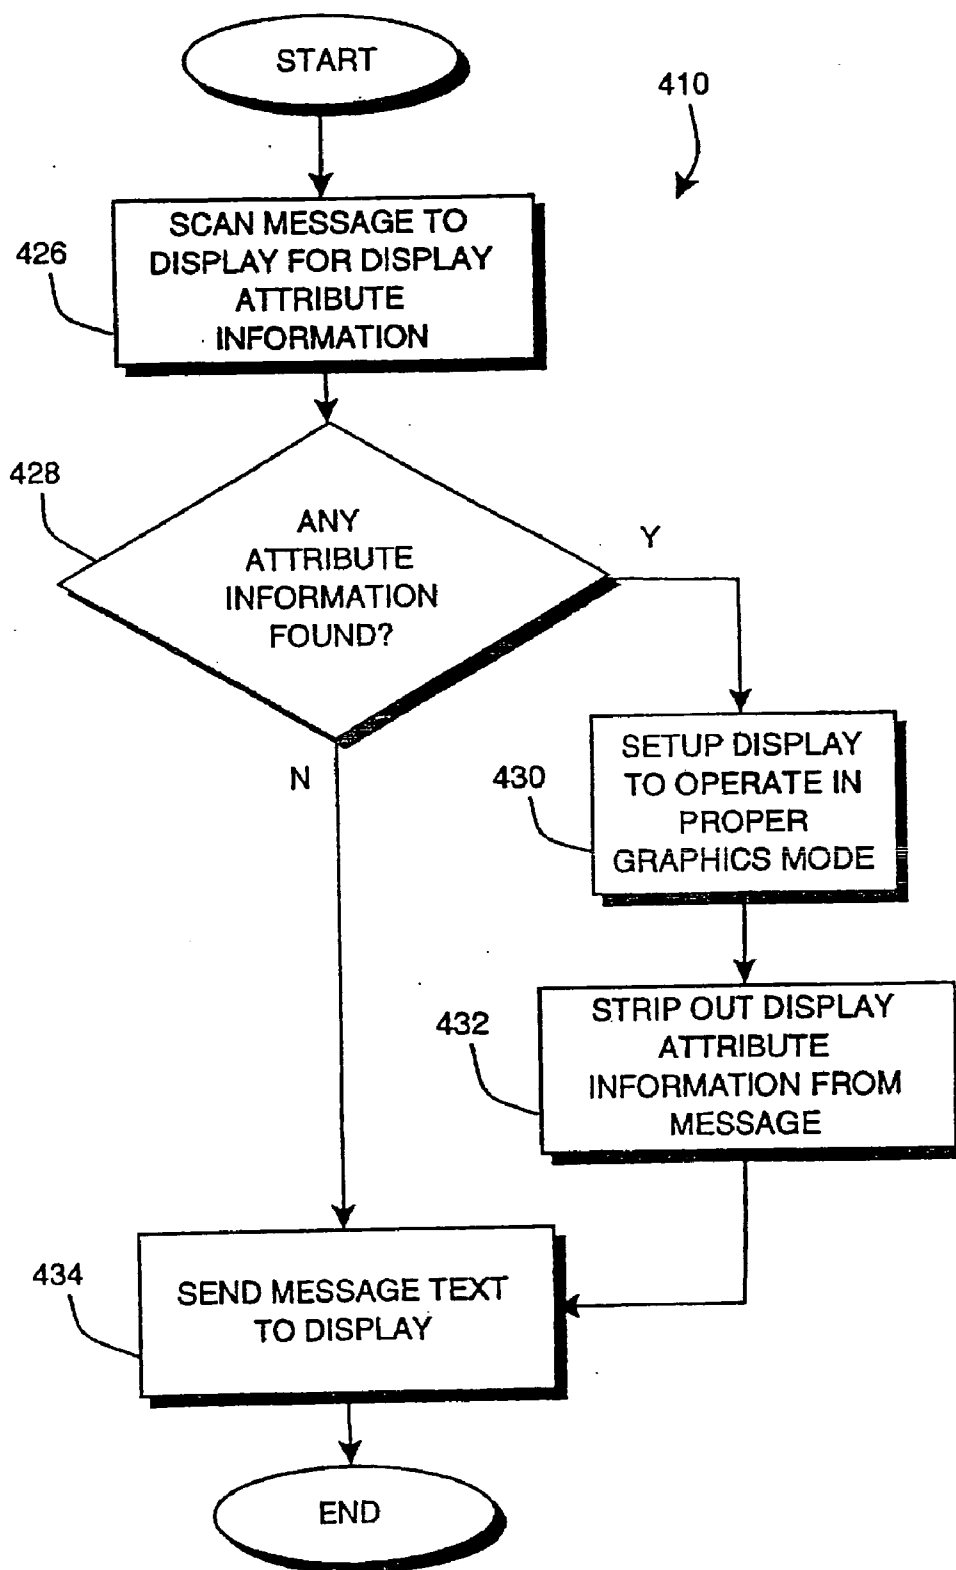 START
410
426
SCAN MESSAGE TO
DISPLAY FOR DISPLAY
ATTRIBUTE
INFORMATION
428
ANY
ATTRIBUTE
INFORMATION
FOUND?
Y
N
430
SETUP DISPLAY
TO OPERATE IN
PROPER
GRAPHICS MODE
432
STRIP OUT DISPLAY
ATTRIBUTE
INFORMATION FROM
MESSAGE
434
SEND MESSAGE TEXT
TO DISPLAY
END